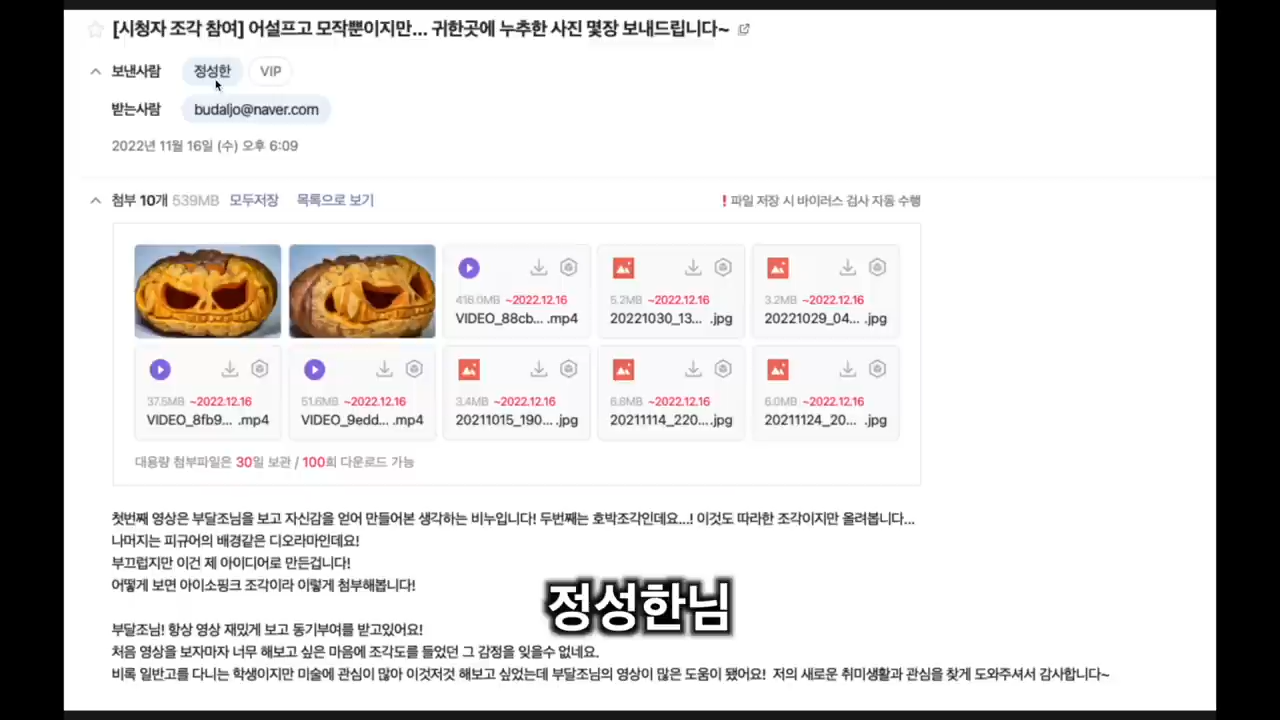 [시청자 조각 참여] 어설프고 모작뿐이지만... 귀한곳에 누추한 사진 몇장 보내드립니다~
보낸사람 정성한 VIP
받는사람 budaljo@naver.com
2022년 11월 16일 (수) 오후 6:09
첨부 10개 539MB 모두저장 목록으로 보기 ! 파일 저장 시 바이러스 검사 자동 수행
416.0MB ~2022.12.16 5.2MB ~2022.12.16 3.2MB ~2022.12.16
VIDEO_88cb... .mp4 20221030_13... .jpg 20221029_04... .jpg
37.5MB ~2022.12.16 51.6MB ~2022.12.16 3.4MB ~2022.12.16 6.8MB ~2022.12.16 6.0MB ~2022.12.16
VIDEO_8fb9... .mp4 VIDEO_9edd... .mp4 20211015_190... .jpg 20211114_220... .jpg 20211124_20... .jpg
대용량 첨부파일은 30일 보관 / 100회 다운로드 가능
첫번째 영상은 부달조님을 보고 자신감을 얻어 만들어본 생각하는 비누입니다! 두번째는 호박조각인데요...! 이것도 따라한 조각이지만 올려봅니다...
나머지는 피규어의 배경같은 디오라마인데요!
부끄럽지만 이건 제 아이디어로 만든겁니다!
어떻게 보면 아이소핑크 조각이라 이렇게 첨부해봅니다!
정성한님
부달조님! 항상 영상 재밌게 보고 동기부여를 받고있어요!
처음 영상을 보자마자 너무 해보고 싶은 마음에 조각도를 들었던 그 감정을 잊을수 없네요.
비록 일반고를 다니는 학생이지만 미술에 관심이 많아 이것저것 해보고 싶었는데 부달조님의 영상이 많은 도움이 됐어요! 저의 새로운 취미생활과 관심을 찾게 도와주셔서 감사합니다~